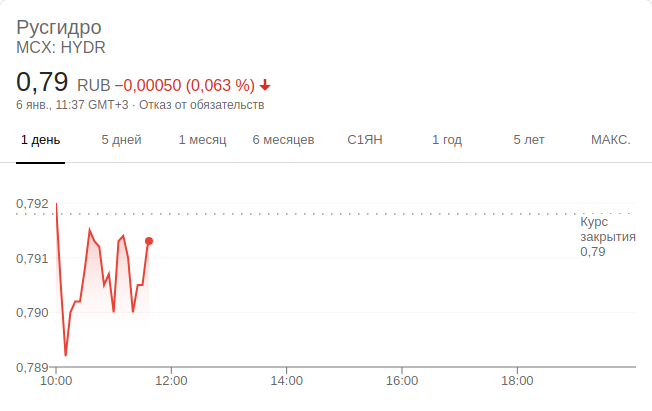 Русгидро
MCX: HYDR
0,79 RUB −0,00050 (0,063 %)
6 янв., 11:37 GMT+3 · Отказ от обязательств
1 день 5 дней 1 месяц 6 месяцев С1ЯН 1 год 5 лет МАКС.
0,792
Курс
закрытия
0,79
0,791
0,790
0,789
10:00 12:00 14:00 16:00 18:00